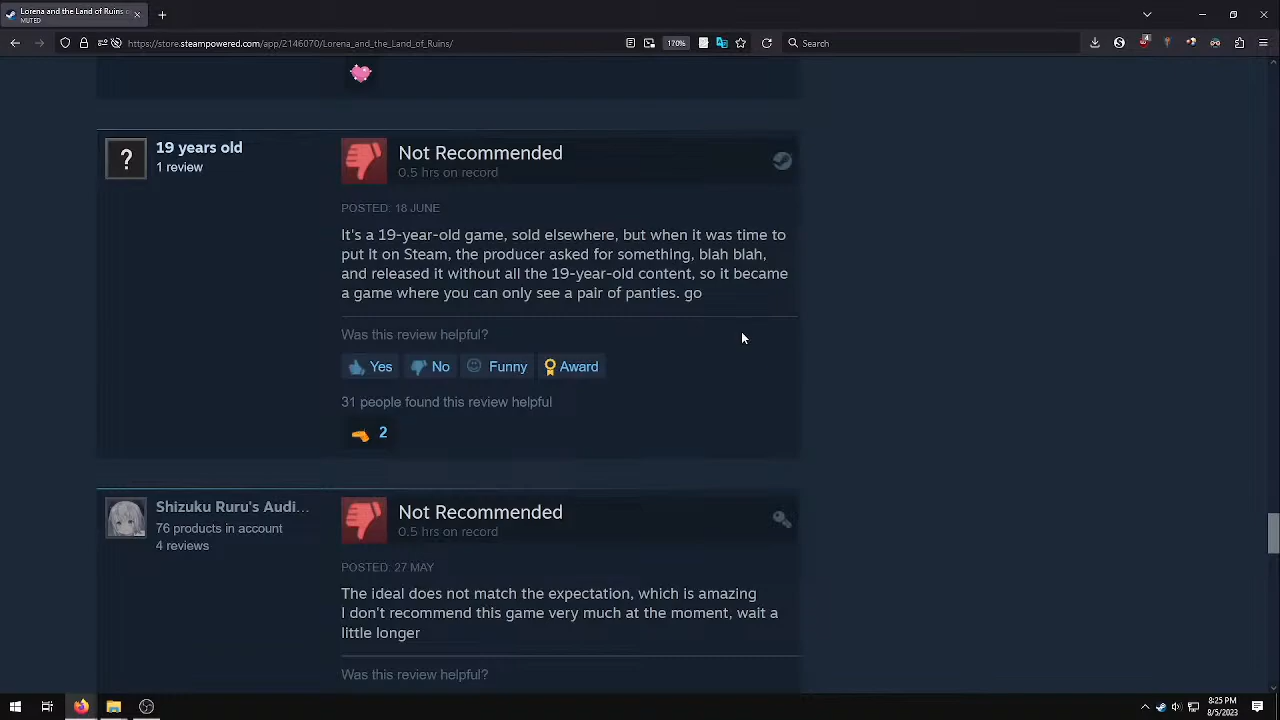 Lorena and the Land of Ruins
MUTED
https://store.steampowered.com/app/2146070/Lorena_and_the_Land_of_Ruins/
170%
Search
19 years old
1 review
Not Recommended
0.5 hrs on record
POSTED: 18 JUNE
It's a 19-year-old game, sold elsewhere, but when it was time to
put it on Steam, the producer asked for something, blah blah,
and released it without all the 19-year-old content, so it became
a game where you can only see a pair of panties. go
Was this review helpful?
Yes
No
Funny
Award
31 people found this review helpful
2
Shizuku Ruru's Audi...
76 products in account
4 reviews
Not Recommended
0.5 hrs on record
POSTED: 27 MAY
The ideal does not match the expectation, which is amazing
I don't recommend this game very much at the moment, wait a
little longer
Was this review helpful?
8:25 PM
8/5/2023